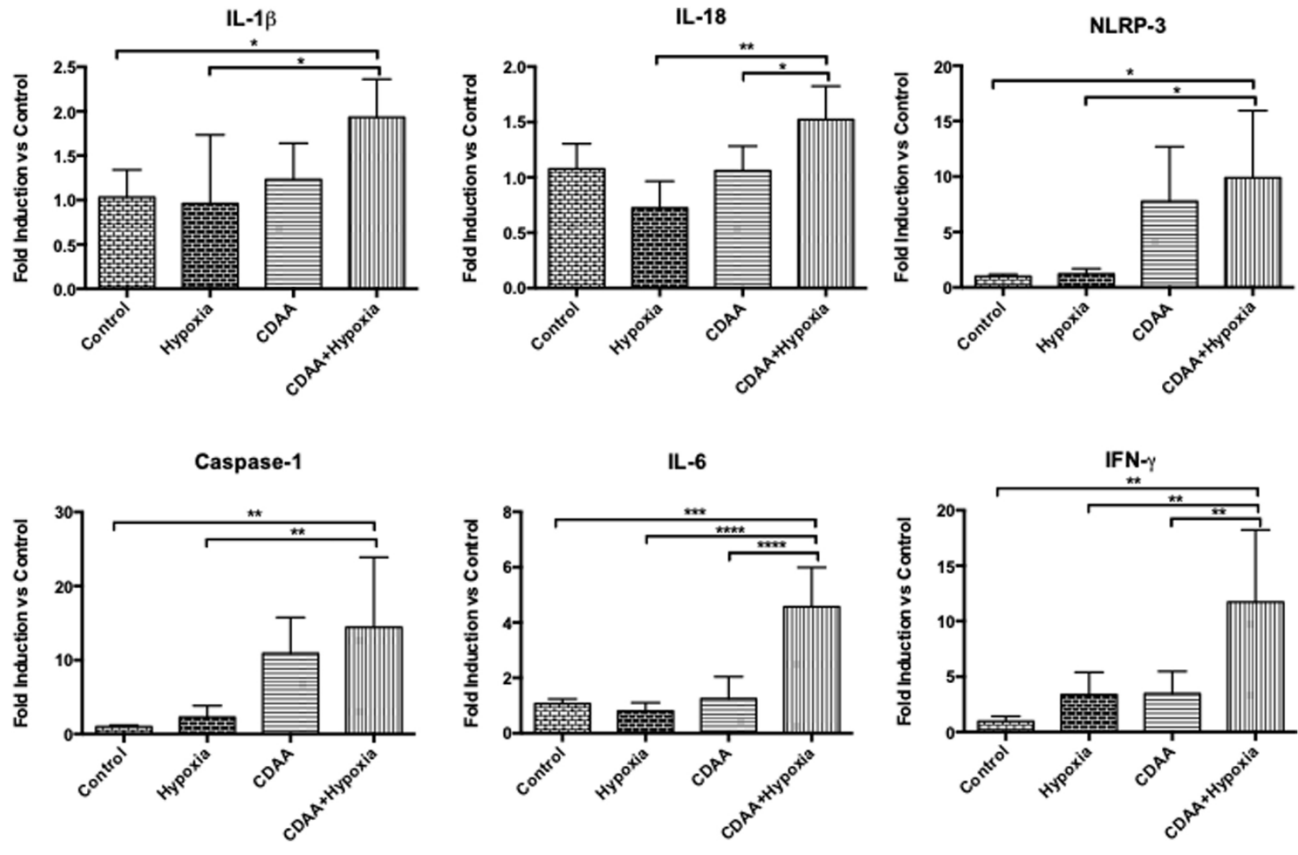 IL-1β
*
*
Fold Induction vs Control
2.5
2.0
1.5
1.0
0.5
0.0
Control
Hypoxia
CDAA
CDAA+Hypoxia
IL-18
**
*
Fold Induction vs Control
2.0
1.5
1.0
0.5
0.0
Control
Hypoxia
CDAA
CDAA+Hypoxia
NLRP-3
*
*
Fold Induction vs Control
20
15
10
5
0
Control
Hypoxia
CDAA
CDAA+Hypoxia
Caspase-1
**
**
Fold Induction vs Control
30
20
10
0
Control
Hypoxia
CDAA
CDAA+Hypoxia
IL-6
***
****
****
Fold Induction vs Control
8
6
4
2
0
Control
Hypoxia
CDAA
CDAA+Hypoxia
IFN-γ
**
**
**
Fold Induction vs Control
20
15
10
5
0
Control
Hypoxia
CDAA
CDAA+Hypoxia